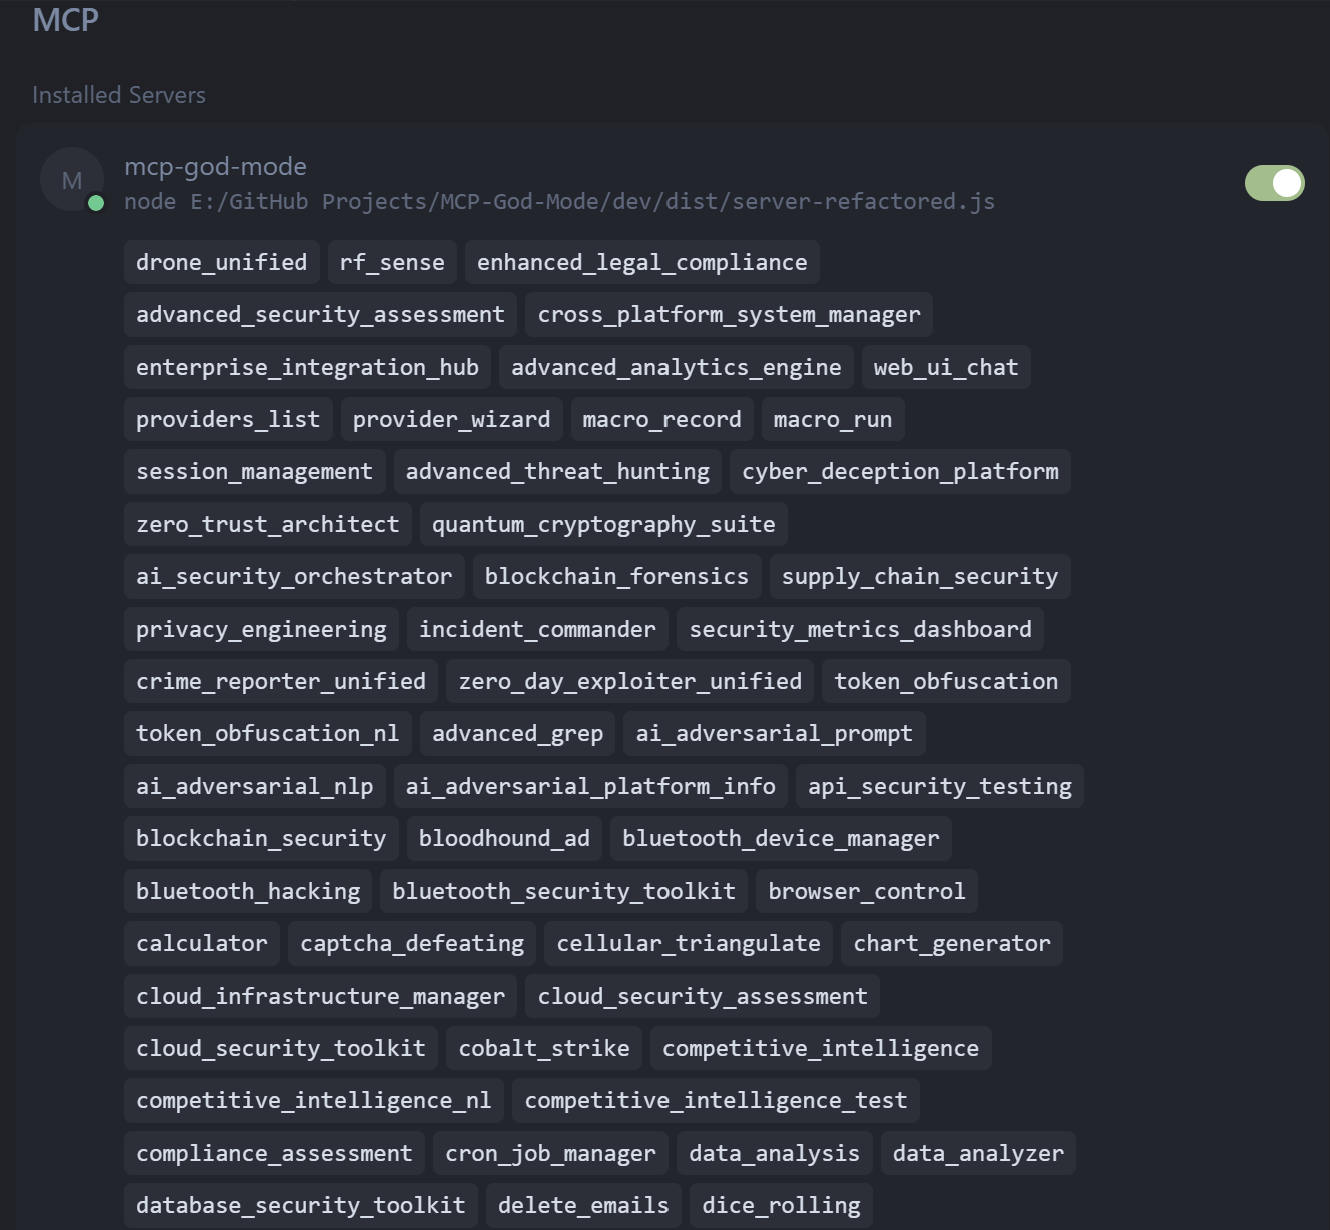 MCP
Installed Servers
M
mcp-god-mode
node E:/GitHub Projects/MCP-God-Mode/dev/dist/server-refactored.js
drone_unified rf_sense enhanced_legal_compliance
advanced_security_assessment cross_platform_system_manager
enterprise_integration_hub advanced_analytics_engine web_ui_chat
providers_list provider_wizard macro_record macro_run
session_management advanced_threat_hunting cyber_deception_platform
zero_trust_architect quantum_cryptography_suite
ai_security_orchestrator blockchain_forensics supply_chain_security
privacy_engineering incident_commander security_metrics_dashboard
crime_reporter_unified zero_day_exploiter_unified token_obfuscation
token_obfuscation_nl advanced_grep ai_adversarial_prompt
ai_adversarial_nlp ai_adversarial_platform_info api_security_testing
blockchain_security bloodhound_ad bluetooth_device_manager
bluetooth_hacking bluetooth_security_toolkit browser_control
calculator captcha_defeating cellular_triangulate chart_generator
cloud_infrastructure_manager cloud_security_assessment
cloud_security_toolkit cobalt_strike competitive_intelligence
competitive_intelligence_nl competitive_intelligence_test
compliance_assessment cron_job_manager data_analysis data_analyzer
database_security_toolkit delete_emails dice_rolling